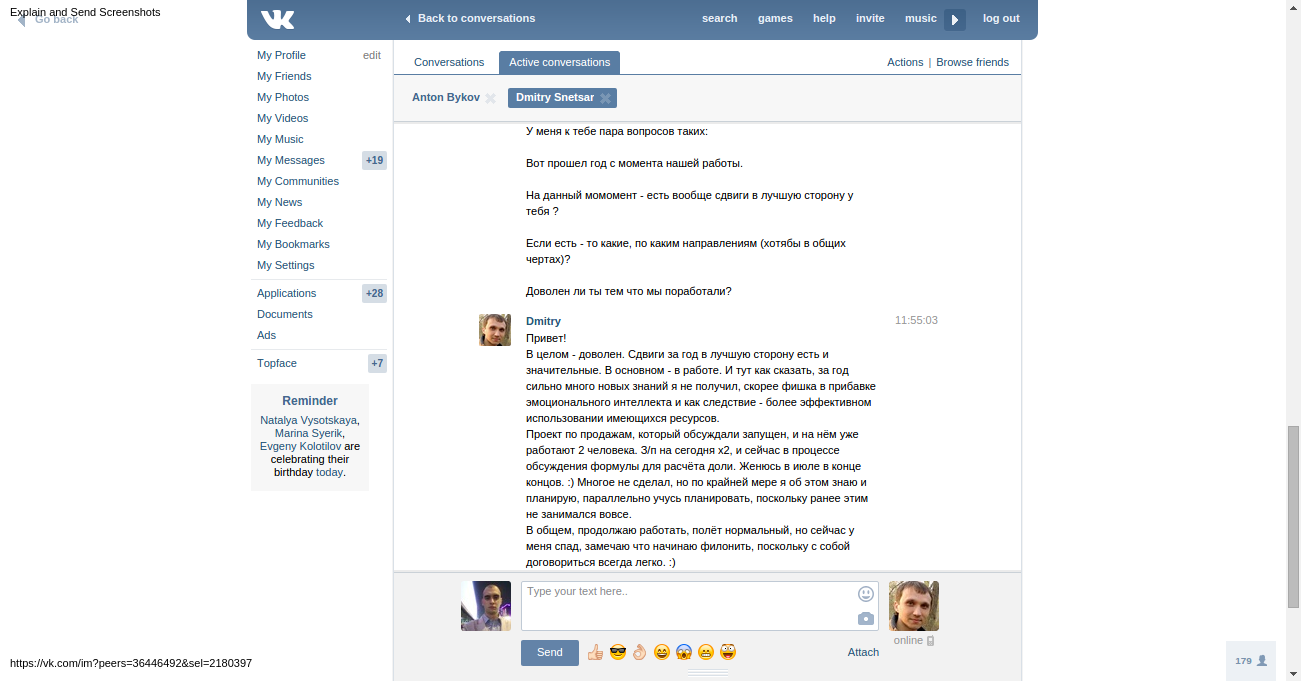 Explain and Send Screenshots
Go back
Back to conversations
search games help invite music log out
My Profile edit
My Friends
My Photos
My Videos
My Music
My Messages +19
My Communities
My News
My Feedback
My Bookmarks
My Settings
Applications +28
Documents
Ads
Topface +7
Reminder
Natalya Vysotskaya,
Marina Syerik,
Evgeny Kolotilov are
celebrating their
birthday today.
Conversations Active conversations Actions | Browse friends
Anton Bykov Dmitry Snetsar
У меня к тебе пара вопросов таких:
Вот прошел год с момента нашей работы.
На данный момомент - есть вообще сдвиги в лучшую сторону у
тебя ?
Если есть - то какие, по каким направлениям (хотябы в общих
чертах)?
Доволен ли ты тем что мы поработали?
Dmitry 11:55:03
Привет!
В целом - доволен. Сдвиги за год в лучшую сторону есть и
значительные. В основном - в работе. И тут как сказать, за год
сильно много новых знаний я не получил, скорее фишка в прибавке
эмоционального интеллекта и как следствие - более эффективном
использовании имеющихся ресурсов.
Проект по продажам, который обсуждали запущен, и на нём уже
работают 2 человека. З/п на сегодня х2, и сейчас в процессе
обсуждения формулы для расчёта доли. Женюсь в июле в конце
концов. :) Многое не сделал, но по крайней мере я об этом знаю и
планирую, параллельно учусь планировать, поскольку ранее этим
не занимался вовсе.
В общем, продолжаю работать, полёт нормальный, но сейчас у
меня спад, замечаю что начинаю филонить, поскольку с собой
договориться всегда легко. :)
Type your text here..
online
Send Attach
https://vk.com/im?peers=36446492&sel=2180397
179